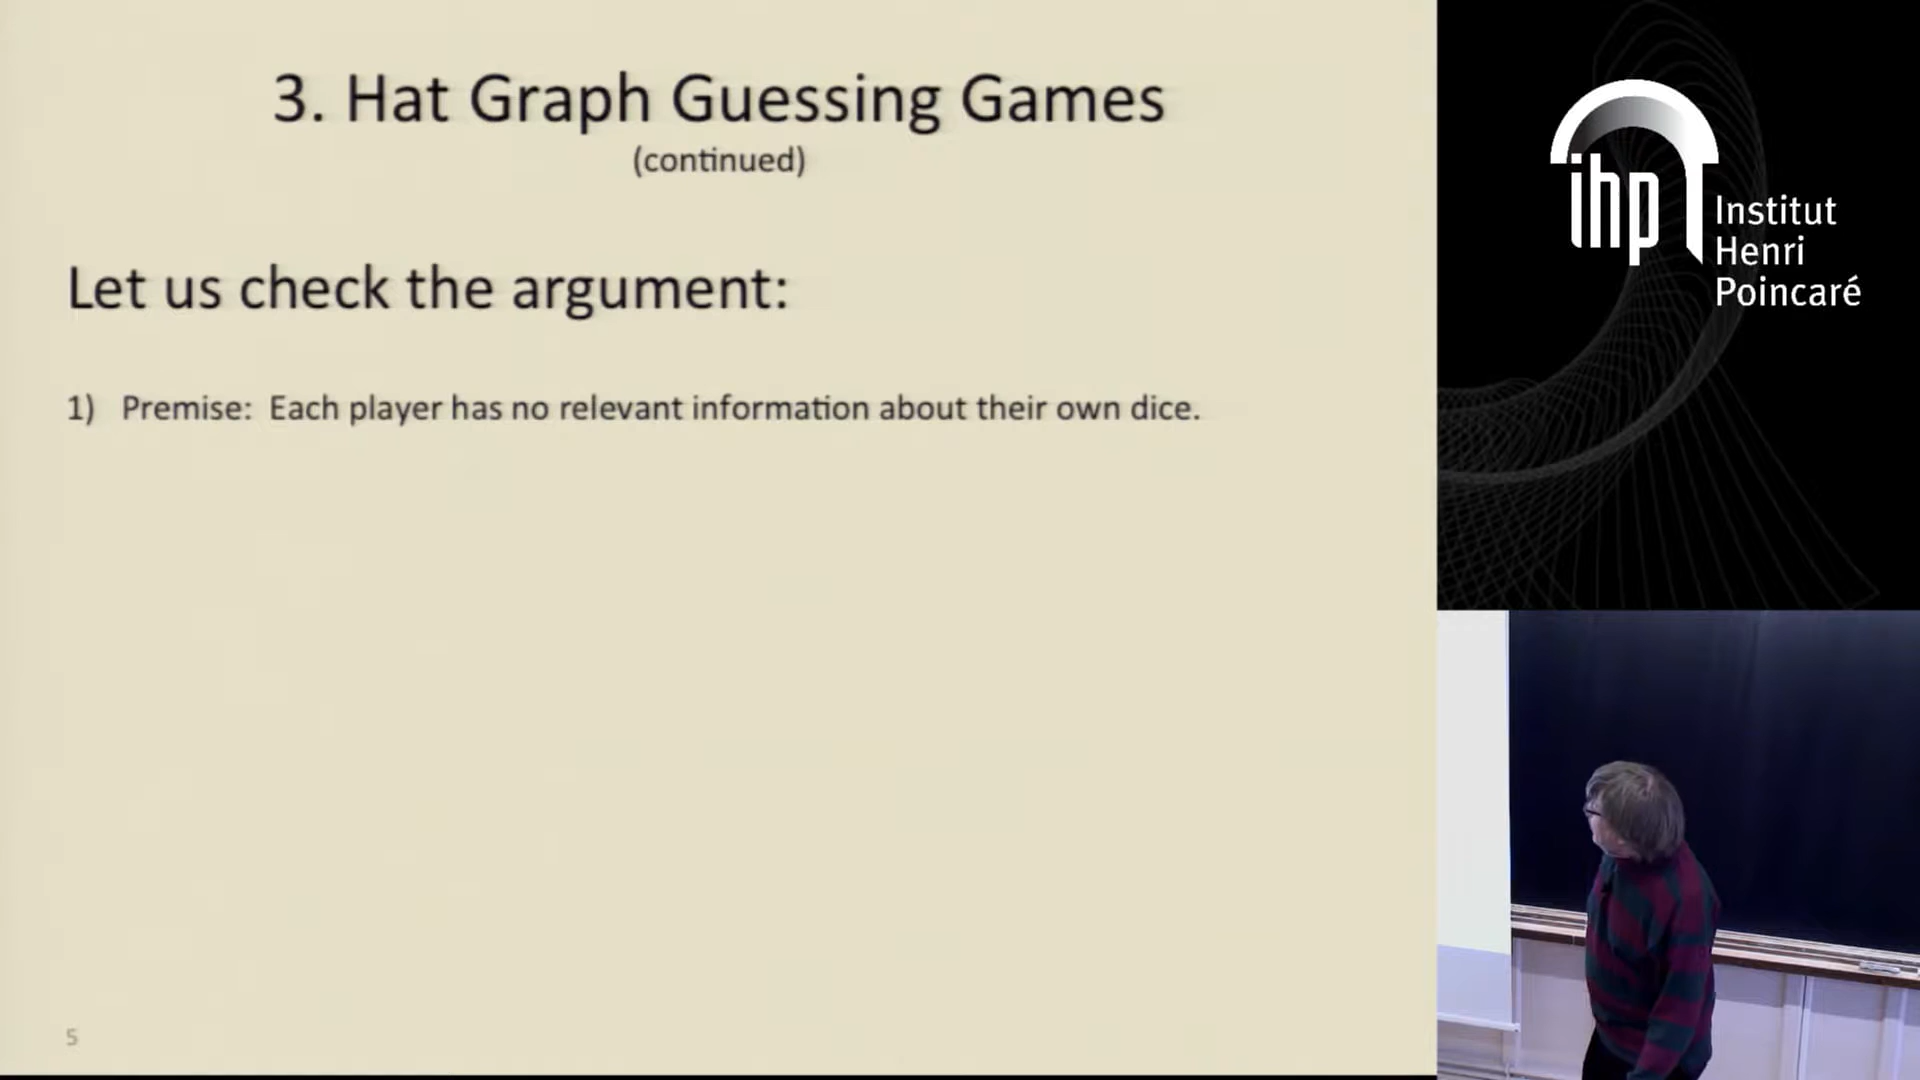 3. Hat Graph Guessing Games
(continued)
Let us check the argument:
1) Premise: Each player has no relevant information about their own dice.
5
ihp
Institut
Henri
Poincaré